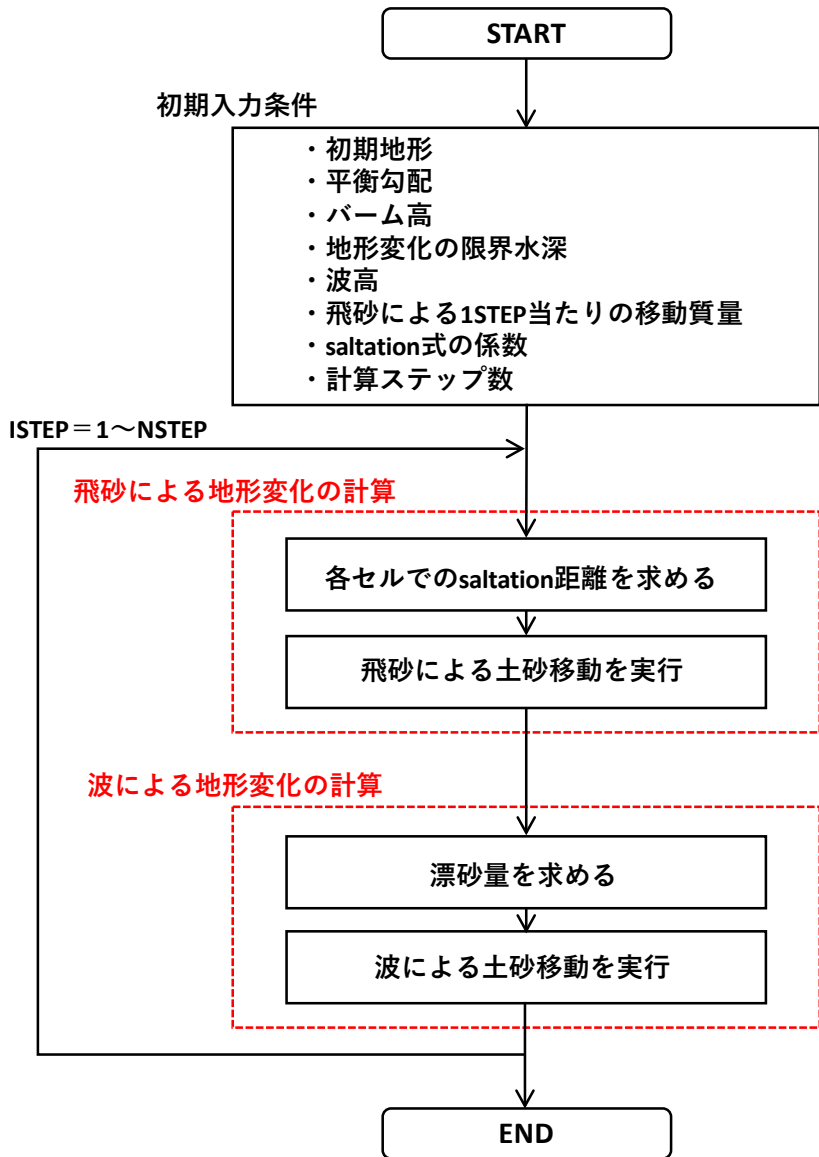 START
初期入力条件
・初期地形
・平衡勾配
・バーム高
・地形変化の限界水深
・波高
・飛砂による1STEP当たりの移動質量
・saltation式の係数
・計算ステップ数
ISTEP＝1～NSTEP
飛砂による地形変化の計算
各セルでのsaltation距離を求める
飛砂による土砂移動を実行
波による地形変化の計算
漂砂量を求める
波による土砂移動を実行
END